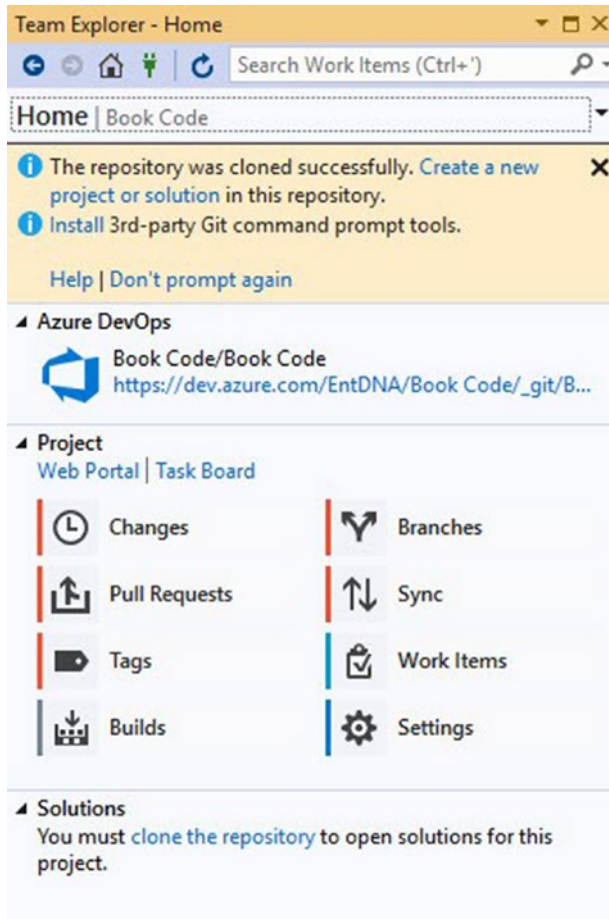 Team Explorer - Home
Search Work Items (Ctrl+')
Home | Book Code
The repository was cloned successfully. Create a new
project or solution in this repository.
Install 3rd-party Git command prompt tools.
Help | Don't prompt again
Azure DevOps
Book Code/Book Code
https://dev.azure.com/EntDNA/Book Code/_git/B...
Project
Web Portal | Task Board
Changes
Branches
Pull Requests
Sync
Tags
Work Items
Builds
Settings
Solutions
You must clone the repository to open solutions for this
project.